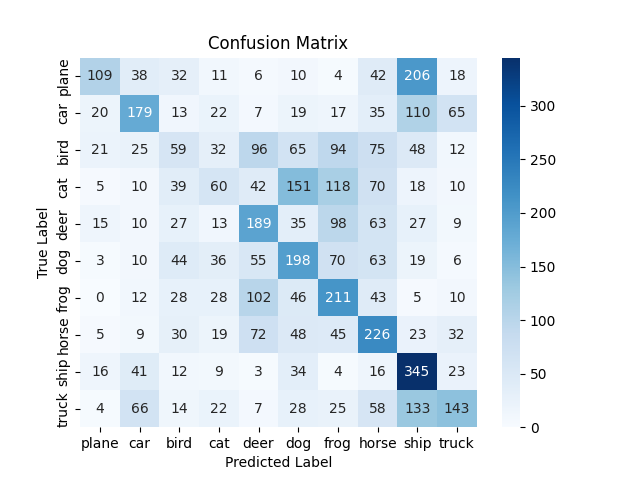 Confusion Matrix
plane 109 38 32 11 6 10 4 42 206 18
car 20 179 13 22 7 19 17 35 110 65
bird 21 25 59 32 96 65 94 75 48 12
cat 5 10 39 60 42 151 118 70 18 10
deer 15 10 27 13 189 35 98 63 27 9
dog 3 10 44 36 55 198 70 63 19 6
frog 0 12 28 28 102 46 211 43 5 10
horse 5 9 30 19 72 48 45 226 23 32
ship 16 41 12 9 3 34 4 16 345 23
truck 4 66 14 22 7 28 25 58 133 143
plane car bird cat deer dog frog horse ship truck
Predicted Label
True Label
300
250
200
150
100
50
0